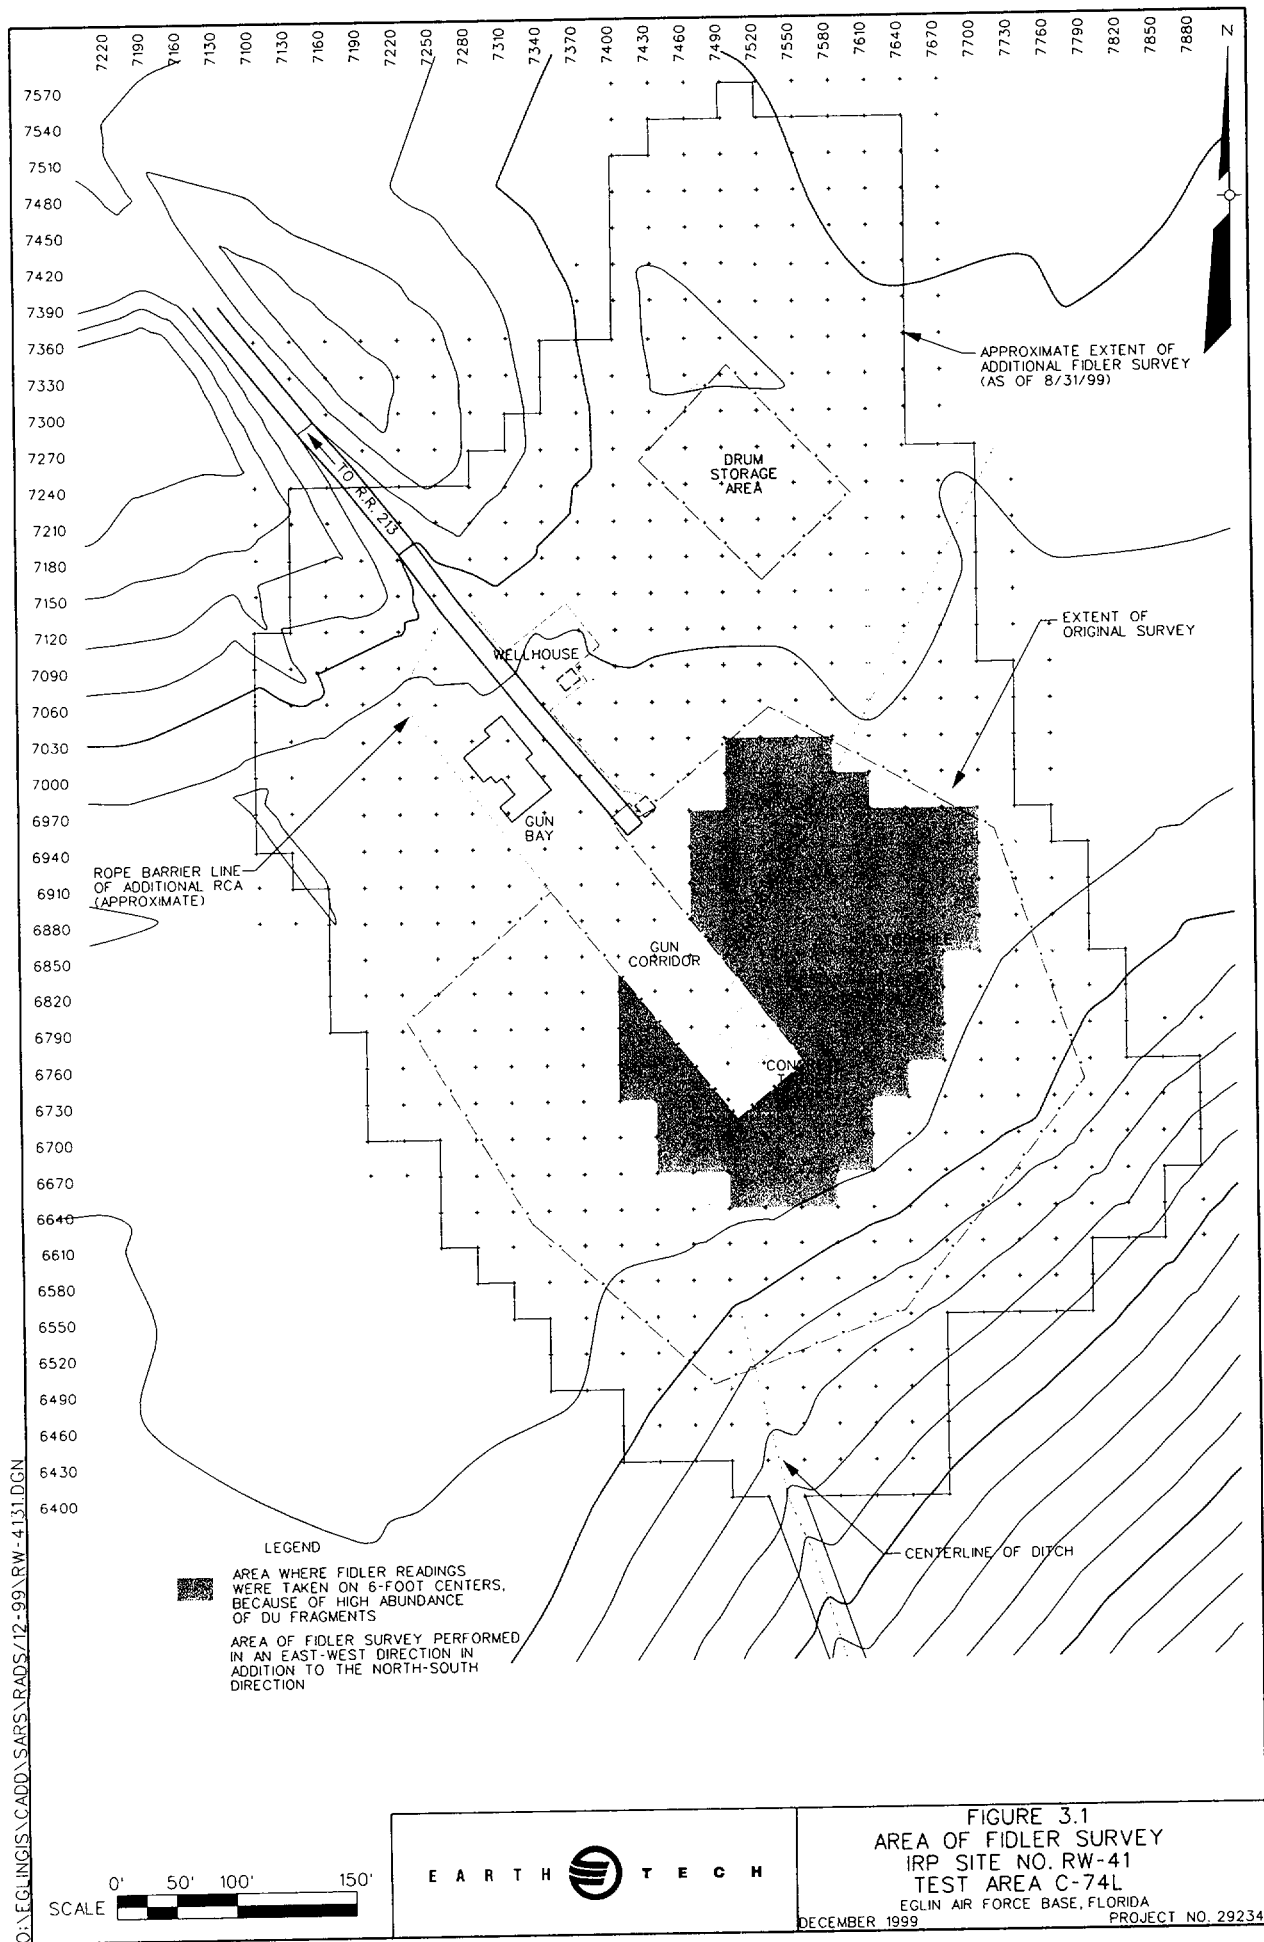 7220 7190 7160 7130 7100 7130 7160 7190 7220 7250 7280 7310 7340 7370 7400 7430 7460 7490 7520 7550 7580 7610 7640 7670 7700 7730 7760 7790 7820 7850 7880
N
7570
7540
7510
7480
7450
7420
7390
7360
7330
7300
7270
7240
7210
7180
7150
7120
7090
7060
7030
7000
6970
6940
6910
6880
6850
6820
6790
6760
6730
6700
6670
6640
6610
6580
6550
6520
6490
6460
6430
6400
APPROXIMATE EXTENT OF
ADDITIONAL FIDLER SURVEY
(AS OF 8/31/99)
DRUM
STORAGE
AREA
TO R.R. 213
EXTENT OF
ORIGINAL SURVEY
WELLHOUSE
GUN
BAY
ROPE BARRIER LINE
OF ADDITIONAL RCA
(APPROXIMATE)
GUN
CORRIDOR
CENTERLINE OF DITCH
LEGEND
AREA WHERE FIDLER READINGS
WERE TAKEN ON 6-FOOT CENTERS,
BECAUSE OF HIGH ABUNDANCE
OF DU FRAGMENTS
AREA OF FIDLER SURVEY PERFORMED
IN AN EAST-WEST DIRECTION IN
ADDITION TO THE NORTH-SOUTH
DIRECTION
O:\EGLINGIS\CADD\SARS\RADS/12-99\RW-4131.DGN
SCALE
0' 50' 100' 150'
EARTH TECH
FIGURE 3.1
AREA OF FIDLER SURVEY
IRP SITE NO. RW-41
TEST AREA C-74L
EGLIN AIR FORCE BASE, FLORIDA
DECEMBER 1999 PROJECT NO. 29234